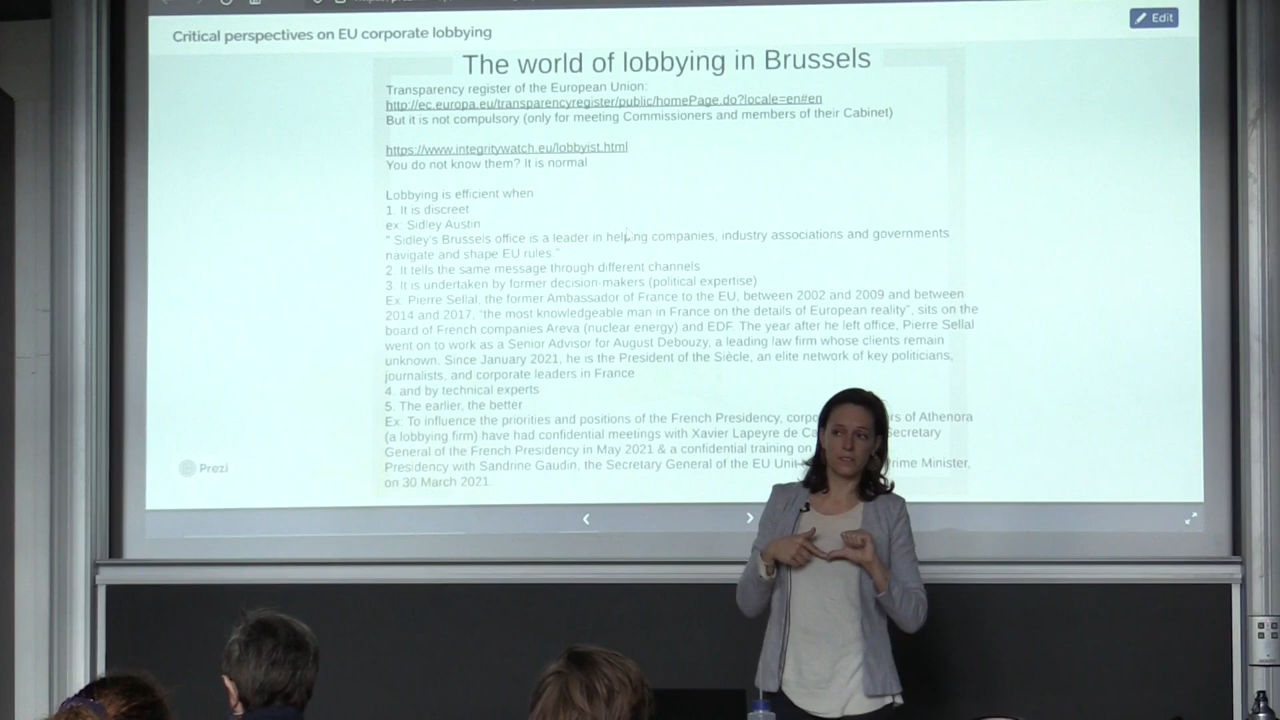 Edit
Critical perspectives on EU corporate lobbying
The world of lobbying in Brussels
Transparency register of the European Union:
http://ec.europa.eu/transparencyregister/public/homePage.do?locale=en#en
But it is not compulsory (only for meeting Commissioners and members of their Cabinet)
https://www.integritywatch.eu/lobbyist.html
You do not know them? It is normal
Lobbying is efficient when
1. It is discreet
ex: Sidley Austin
" Sidley's Brussels office is a leader in helping companies, industry associations and governments
navigate and shape EU rules."
2. It tells the same message through different channels
3. It is undertaken by former decision-makers (political expertise)
Ex: Pierre Sellal, the former Ambassador of France to the EU, between 2002 and 2009 and between
2014 and 2017, "the most knowledgeable man in France on the details of European reality", sits on the
board of French companies Areva (nuclear energy) and EDF. The year after he left office, Pierre Sellal
went on to work as a Senior Advisor for August Debouzy, a leading law firm whose clients remain
unknown. Since January 2021, he is the President of the Siècle, an elite network of key politicians,
journalists, and corporate leaders in France
4. and by technical experts
5. The earlier, the better
Ex: To influence the priorities and positions of the French Presidency, of Athenora
(a lobbying firm) have had confidential meetings with Xavier Lapeyre de Secretary
General of the French Presidency in May 2021 & a confidential training on
Presidency with Sandrine Gaudin, the Secretary General of the EU Minister,
on 30 March 2021.
Prezi